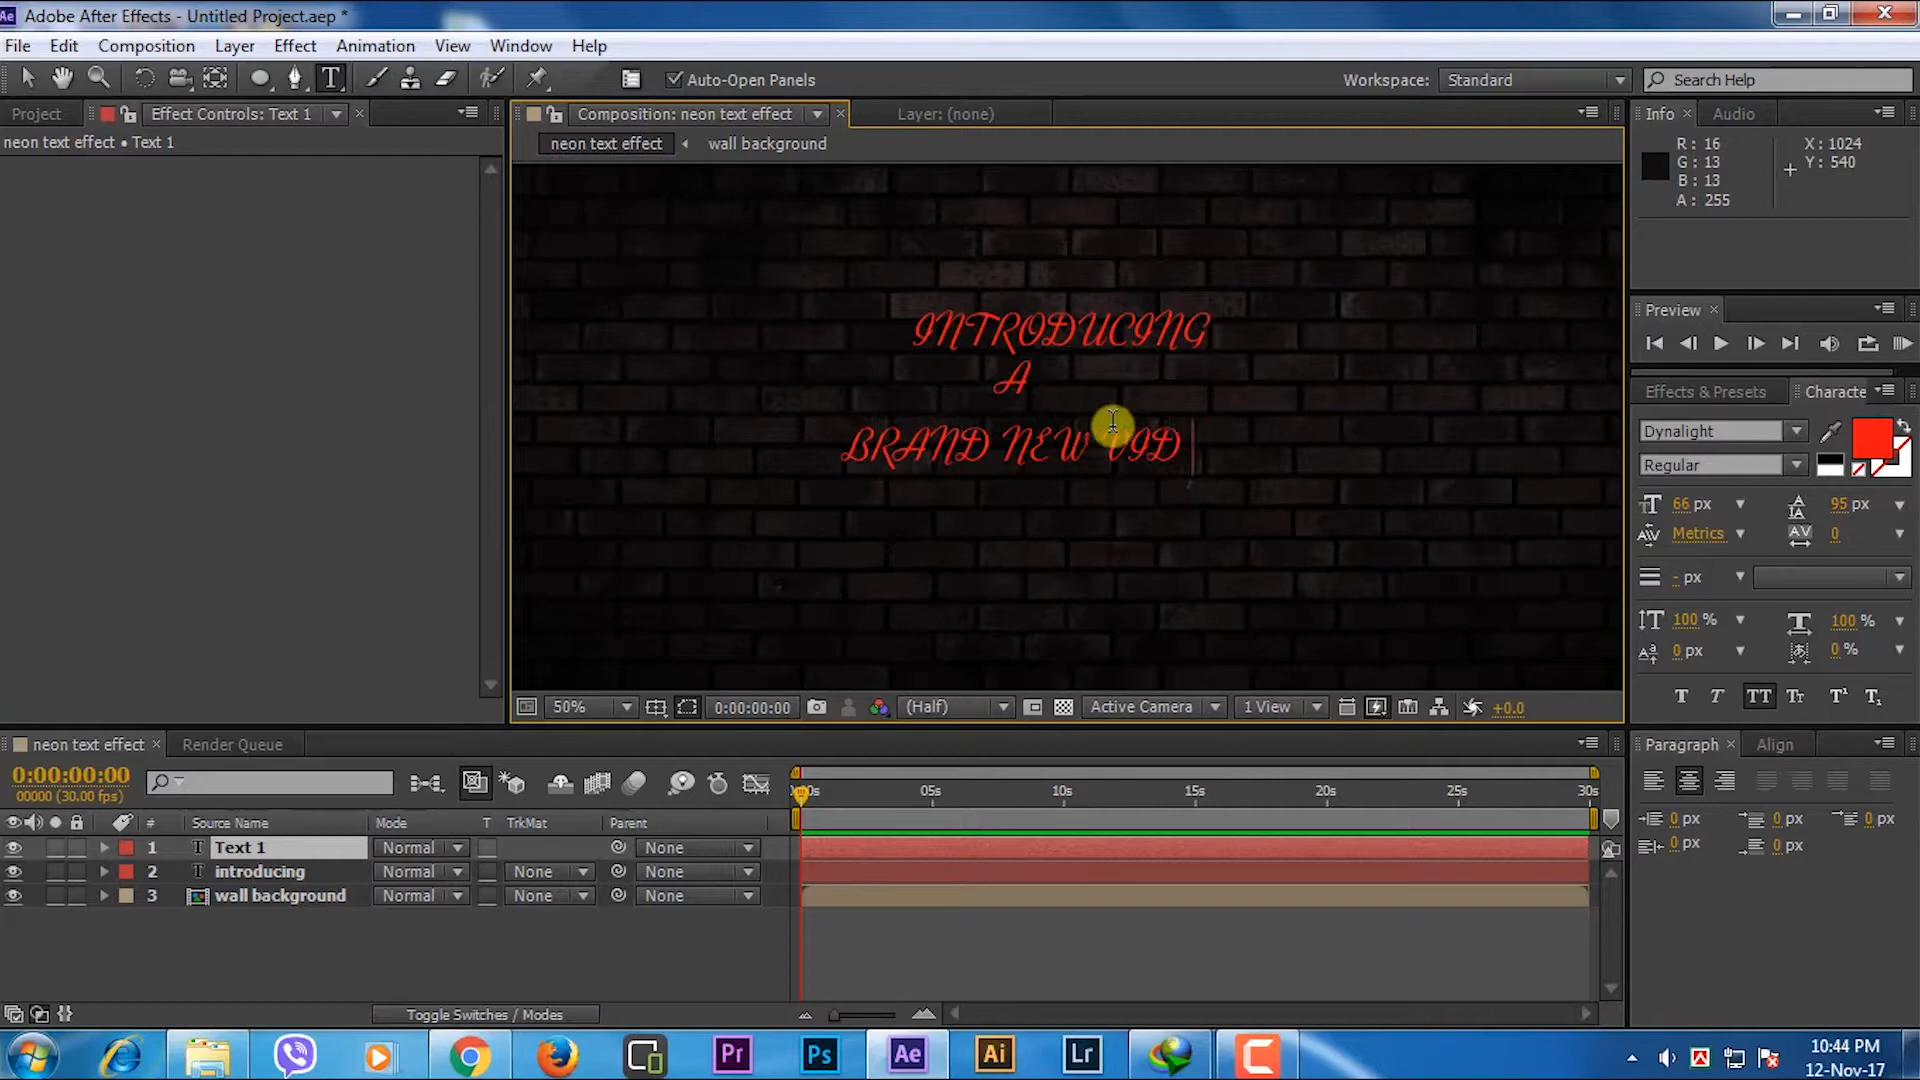 Ae Adobe After Effects - Untitled Project.aep *
File Edit Composition Layer Effect Animation View Window Help
T Auto-Open Panels Workspace: Standard Search Help
Project Effect Controls: Text 1 Composition: neon text effect Layer: (none) Info Audio
neon text effect • Text 1
neon text effect wall background
R: 16 X: 1024
G: 13 Y: 540
B: 13
A: 255
INTRODUCING
A
BRAND NEW VID
Preview
Effects & Presets Characte
Dynalight
Regular
66 px 95 px
Metrics 0
- px
100 % 100 %
0 px 0 %
T T TT Tr T¹ T₁
50% 0:00:00:00 (Half) Active Camera 1 View +0.0
neon text effect Render Queue Paragraph Align
0:00:00:00
00000 (30.00 fps)
05s 10s 15s 20s 25s 30s
# Source Name Mode T TrkMat Parent
1 T Text 1 Normal None
2 T introducing Normal None None
3 wall background Normal None None
0 px 0 px 0 px
0 px 0 px
Toggle Switches / Modes
Pr Ps Ae Ai Lr
10:44 PM
12-Nov-17